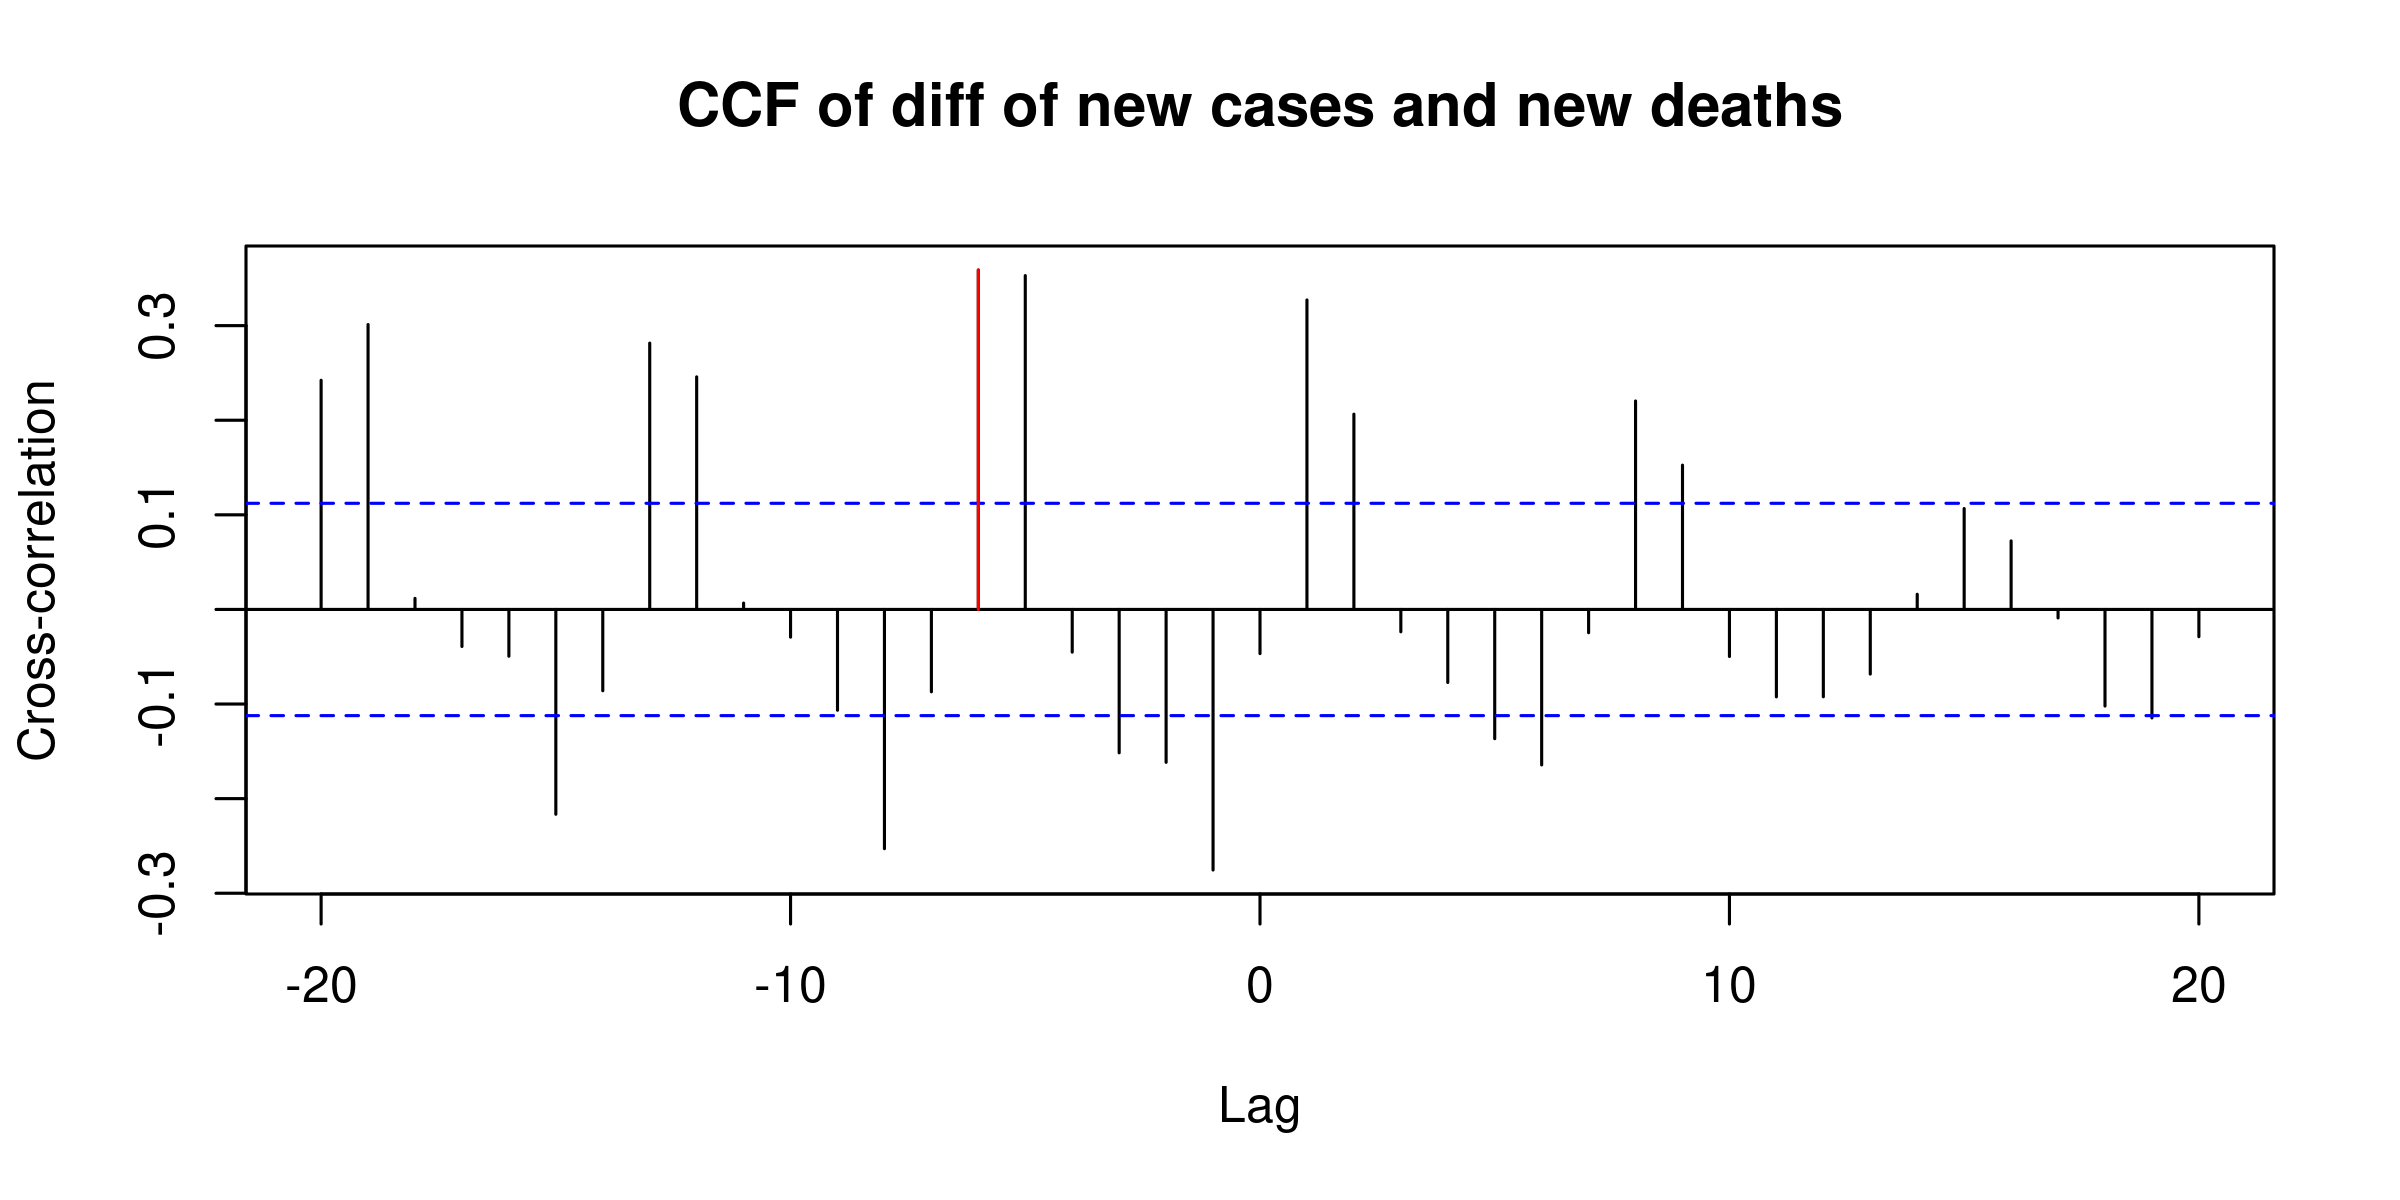 CCF of diff of new cases and new deaths
Cross-correlation
0.3
0.1
-0.1
-0.3
-20 -10 0 10 20
Lag